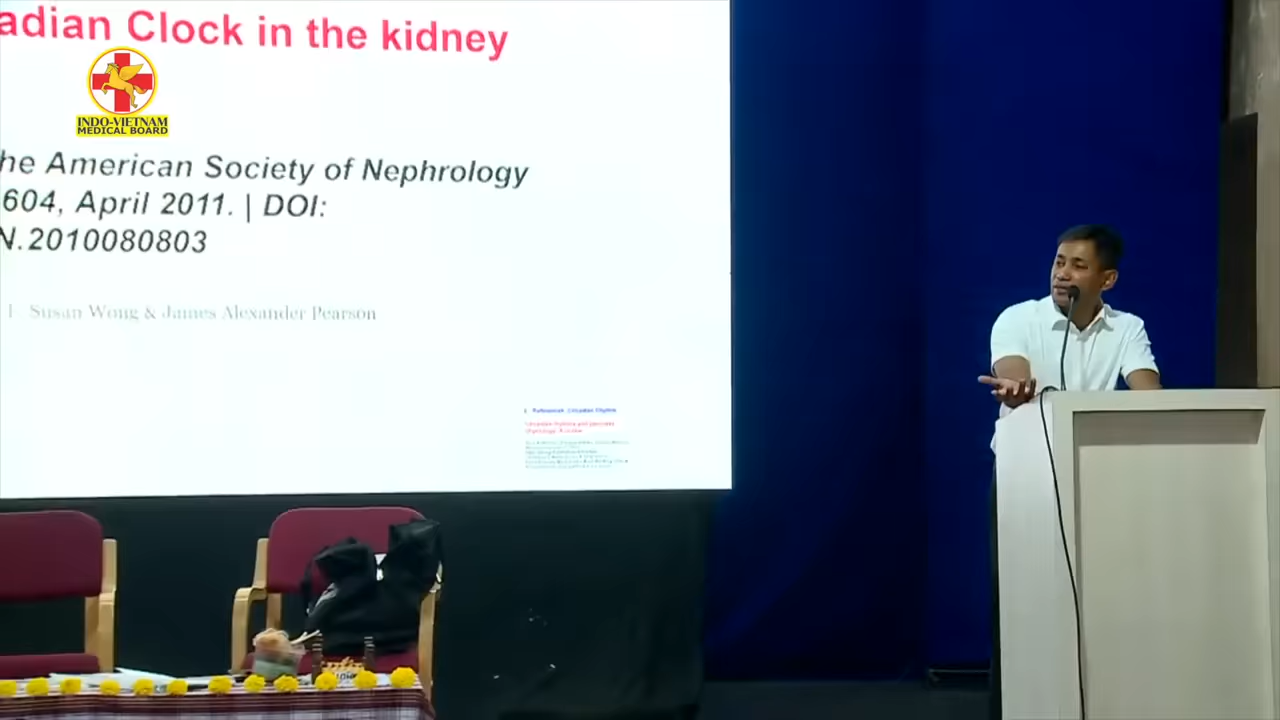 adian Clock in the kidney
INDO-VIETNAM
MEDICAL BOARD
he American Society of Nephrology
604, April 2011. | DOI:
N.2010080803
Susan Wong & James Alexander Pearson